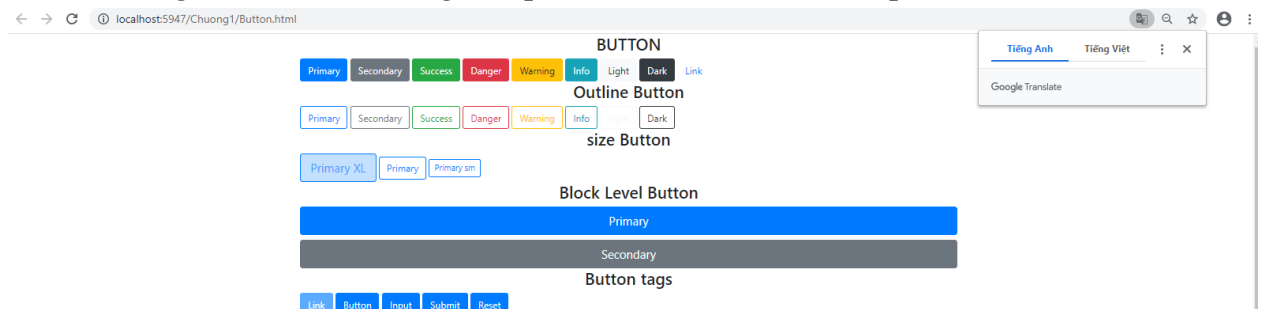 localhost:5947/Chuong1/Button.html
Tiếng Anh Tiếng Việt
Google Translate
BUTTON
Primary Secondary Success Danger Warning Info Light Dark Link
Outline Button
Primary Secondary Success Danger Warning Info Dark
size Button
Primary XL Primary Primary sm
Block Level Button
Primary
Secondary
Button tags
Link Button Input Submit Reset